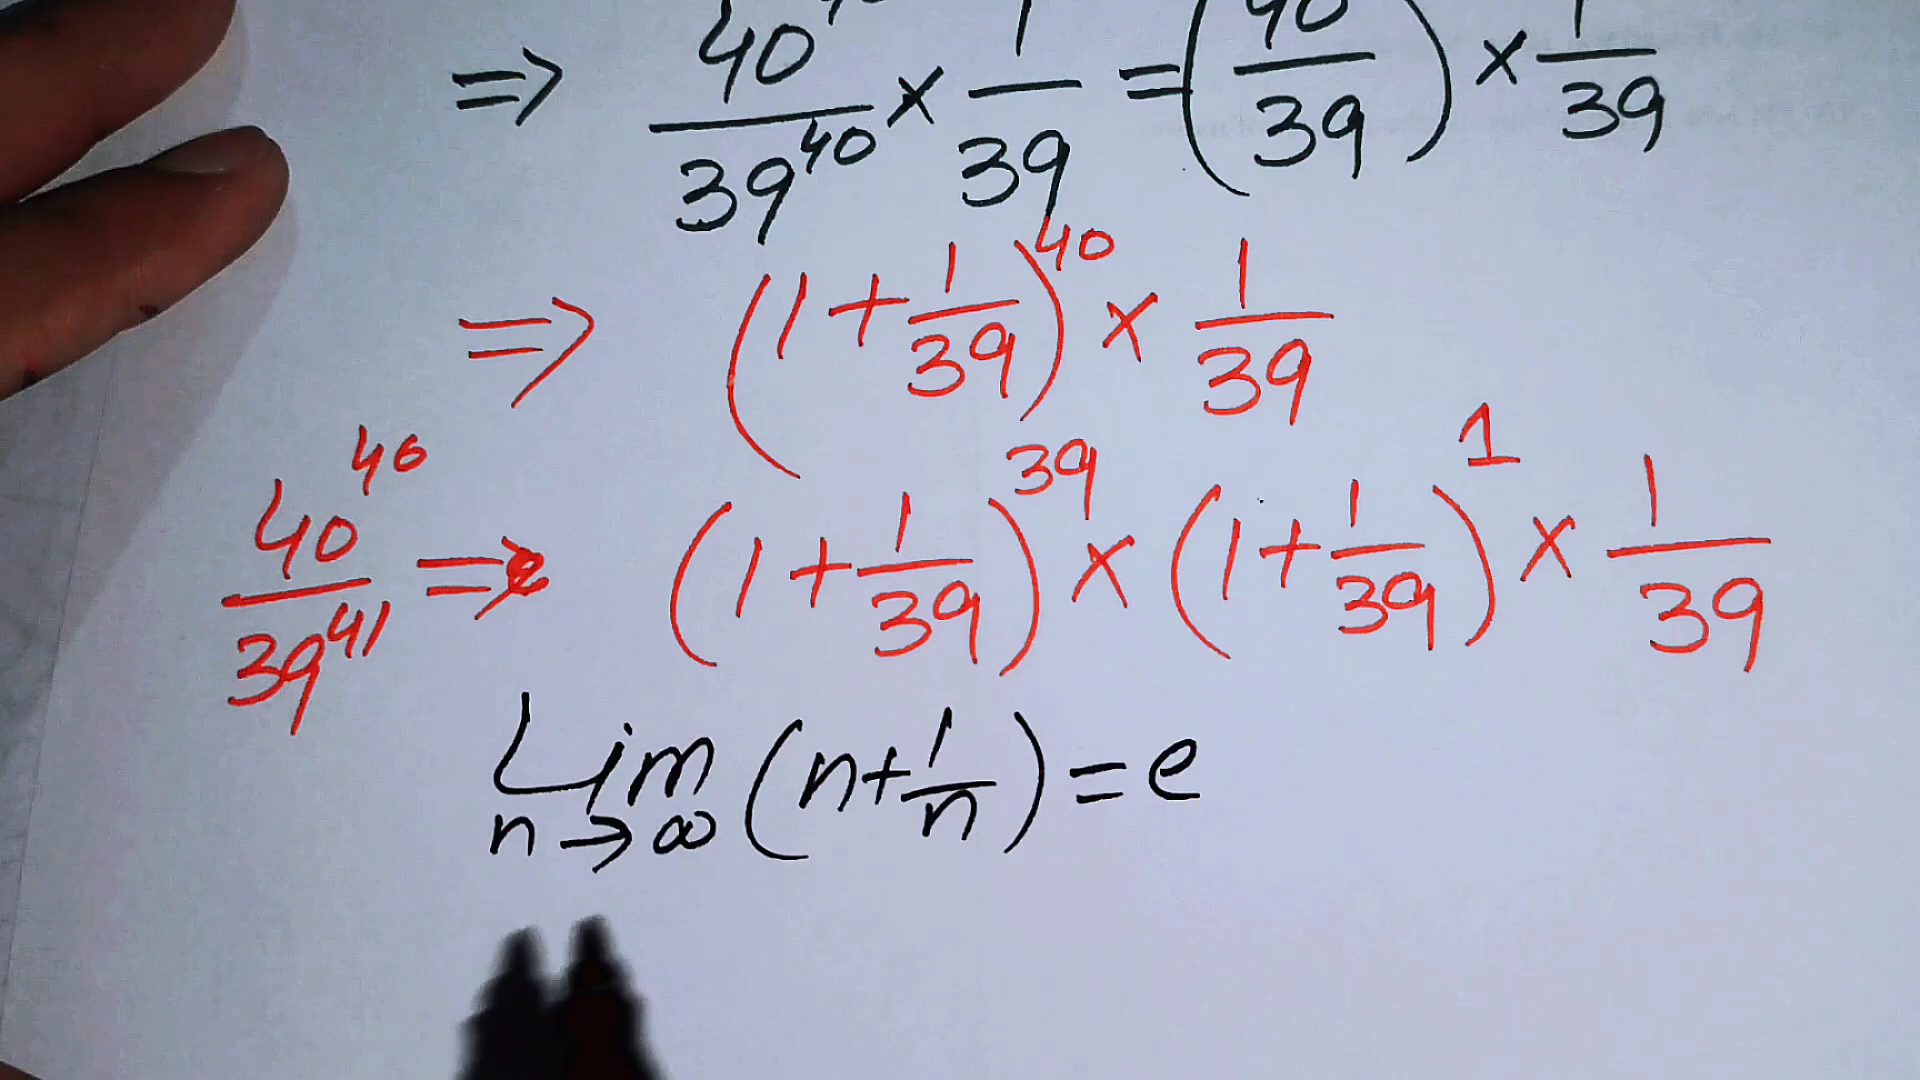 => 40^40/39^40 × 1/39 = (40/39) × 1/39
=> (1+1/39)^40 × 1/39
40^40/39^41 => (1+1/39)^39 × (1+1/39)^1 × 1/39
Lim n→∞ (n+1/n) = e